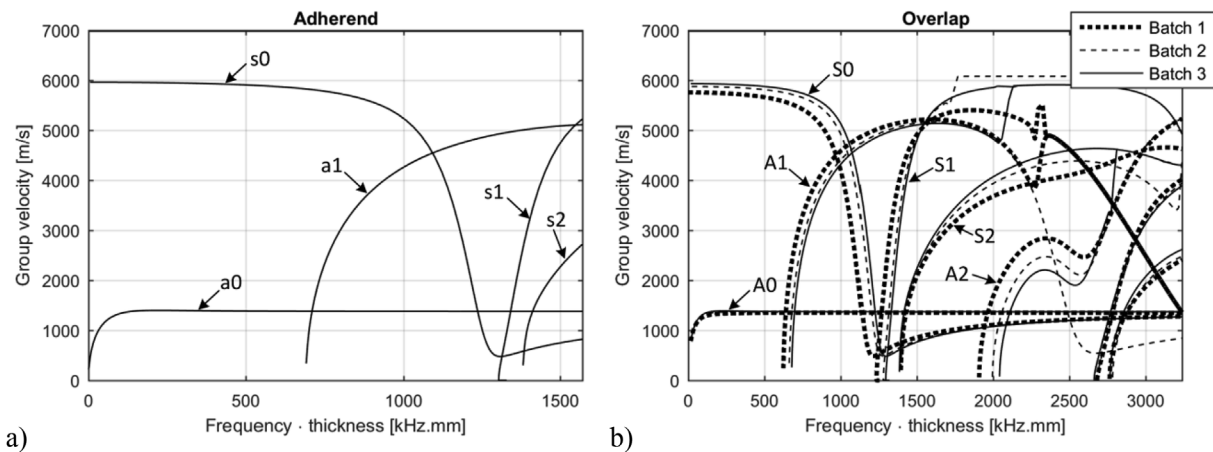 Adherend
7000
6000
5000
4000
3000
2000
1000
0
Group velocity [m/s]
s0
a1
s1
s2
a0
0 500 1000 1500
Frequency · thickness [kHz.mm]
a)
Overlap
7000
6000
5000
4000
3000
2000
1000
0
Group velocity [m/s]
Batch 1
Batch 2
Batch 3
S0
A1
S1
S2
A2
A0
0 500 1000 1500 2000 2500 3000
Frequency · thickness [kHz.mm]
b)